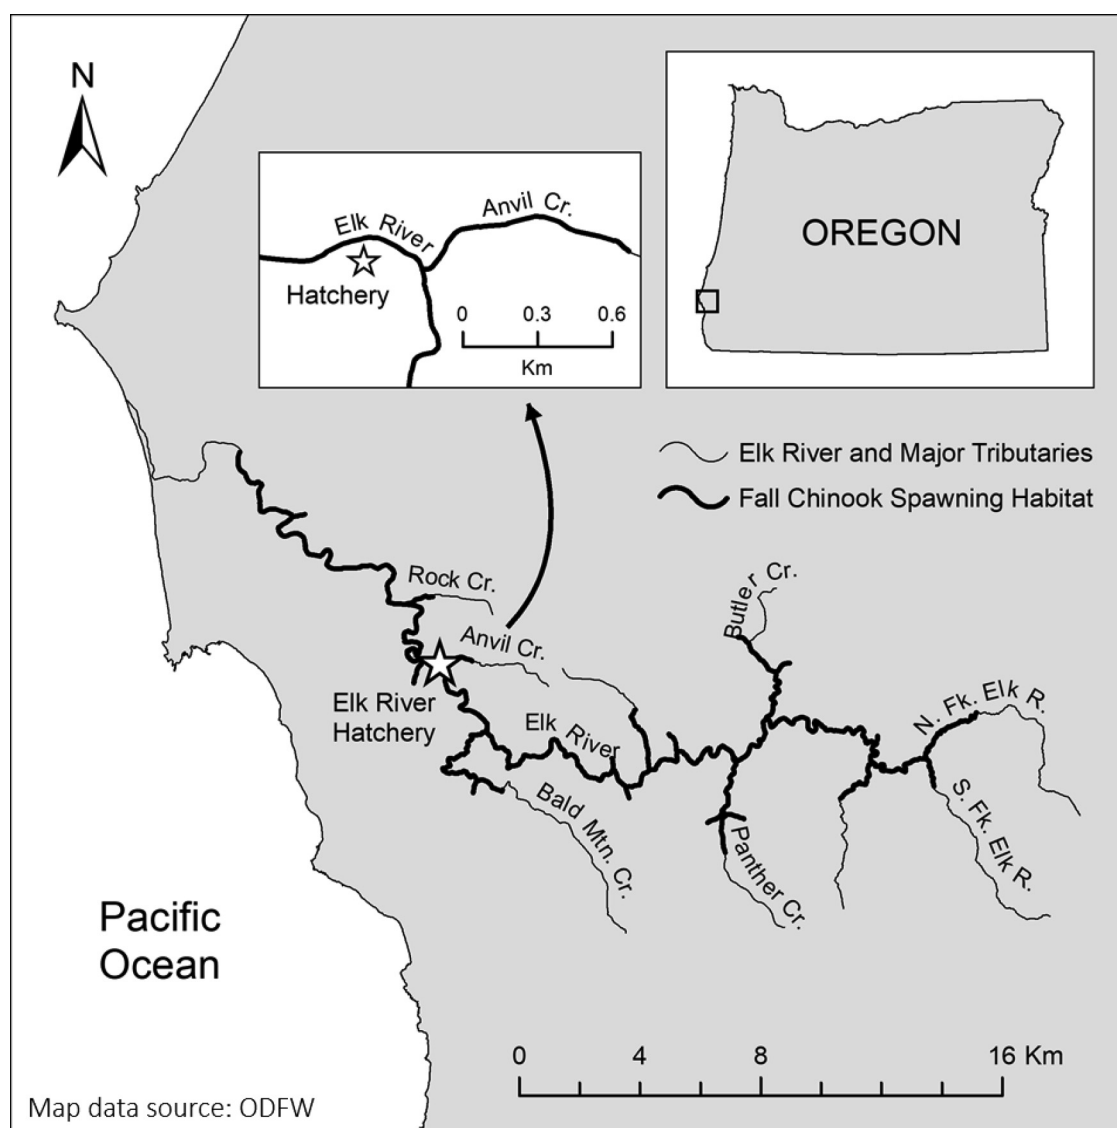 N
OREGON
Elk River
Anvil Cr.
Hatchery
0 0.3 0.6
Km
Elk River and Major Tributaries
Fall Chinook Spawning Habitat
Rock Cr.
Anvil Cr.
Butler Cr.
Elk River
Hatchery
Elk River
N. Fk. Elk R.
S. Fk. Elk R.
Bald Mtn. Cr.
Panther Cr.
Pacific
Ocean
0 4 8 16 Km
Map data source: ODFW